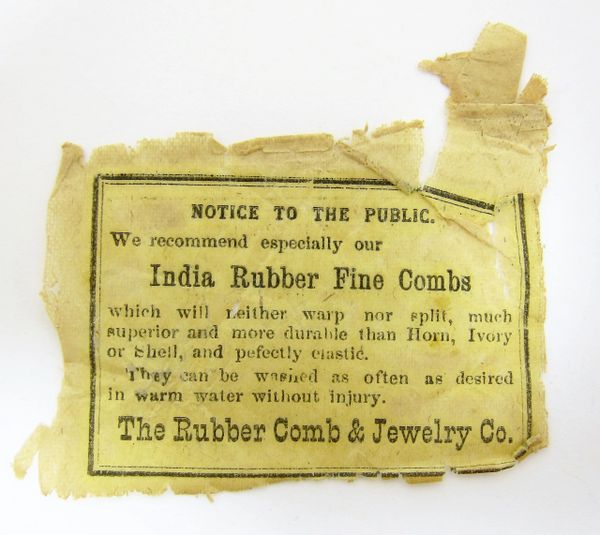 NOTICE TO THE PUBLIC.
We recommend especially our
India Rubber Fine Combs
which will neither warp nor split, much
superior and more durable than Horn, Ivory
or Shell, and pefectly elastic.
They can be washed as often as desired
in warm water without injury.
The Rubber Comb & Jewelry Co.